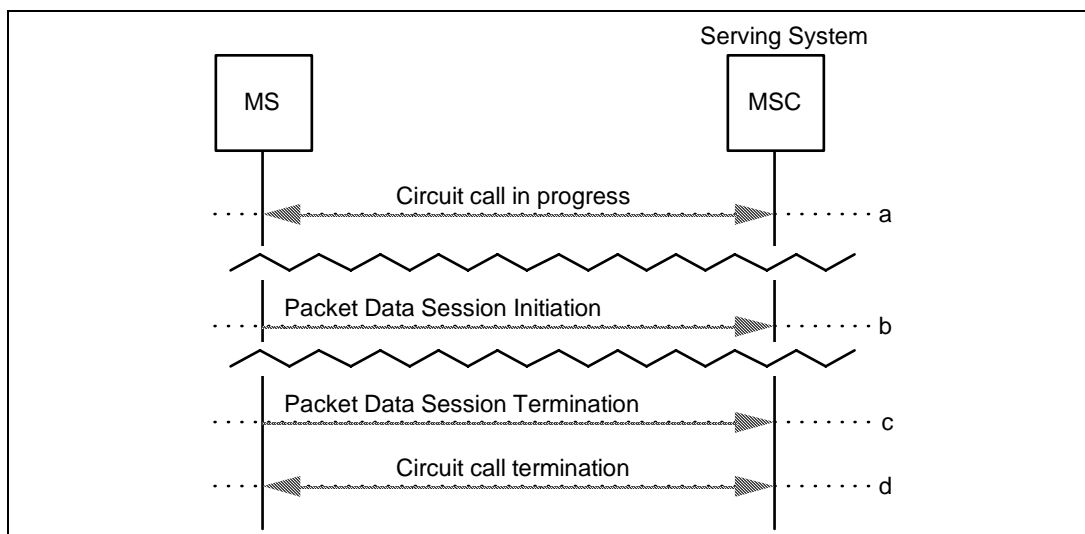 Serving System
MS
MSC
Circuit call in progress
a
Packet Data Session Initiation
b
Packet Data Session Termination
c
Circuit call termination
d